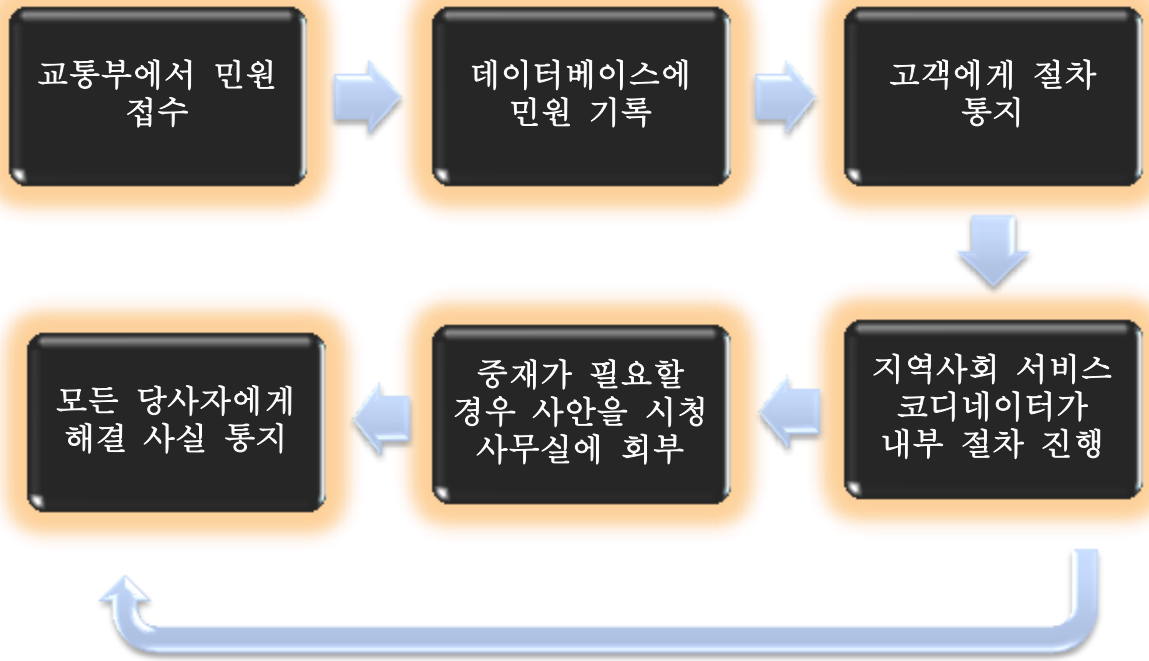 교통부에서 민원
접수
데이터베이스에
민원 기록
고객에게 절차
통지
지역사회 서비스
코디네이터가
내부 절차 진행
중재가 필요할
경우 사안을 시청
사무실에 회부
모든 당사자에게
해결 사실 통지